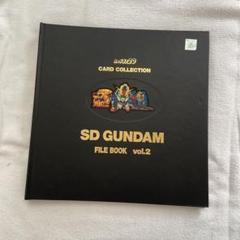 CARD COLLECTION
SD GUNDAM
FILE BOOK vol.2